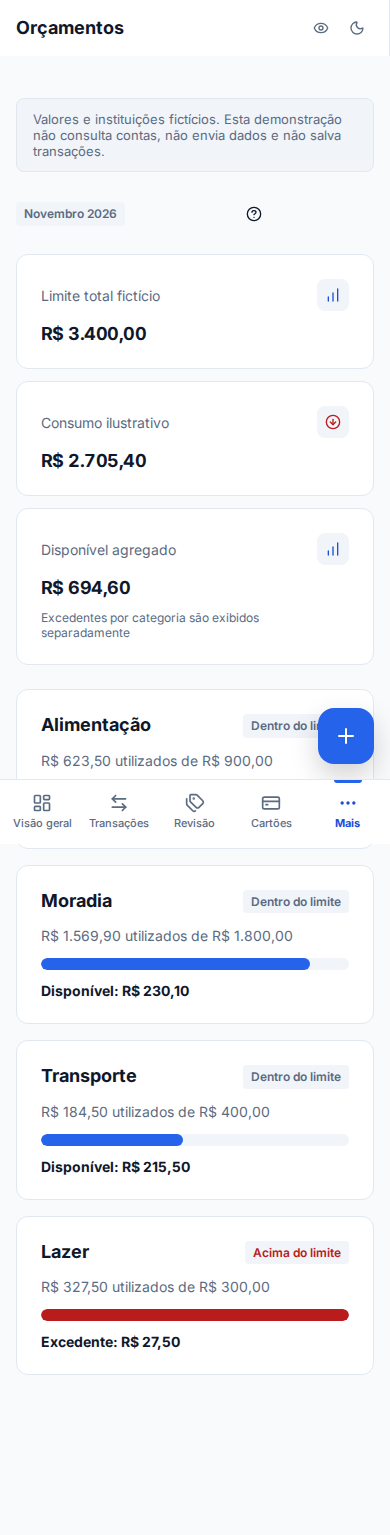 Orçamentos
Valores e instituições fictícios. Esta demonstração
não consulta contas, não envia dados e não salva
transações.
Novembro 2026
Limite total fictício
R$ 3.400,00
Consumo ilustrativo
R$ 2.705,40
Disponível agregado
R$ 694,60
Excedentes por categoria são exibidos
separadamente
Alimentação
Dentro do
R$ 623,50 utilizados de R$ 900,00
Visão geral
Transações
Revisão
Cartões
Mais
Moradia
Dentro do limite
R$ 1.569,90 utilizados de R$ 1.800,00
Disponível: R$ 230,10
Transporte
Dentro do limite
R$ 184,50 utilizados de R$ 400,00
Disponível: R$ 215,50
Lazer
Acima do limite
R$ 327,50 utilizados de R$ 300,00
Excedente: R$ 27,50